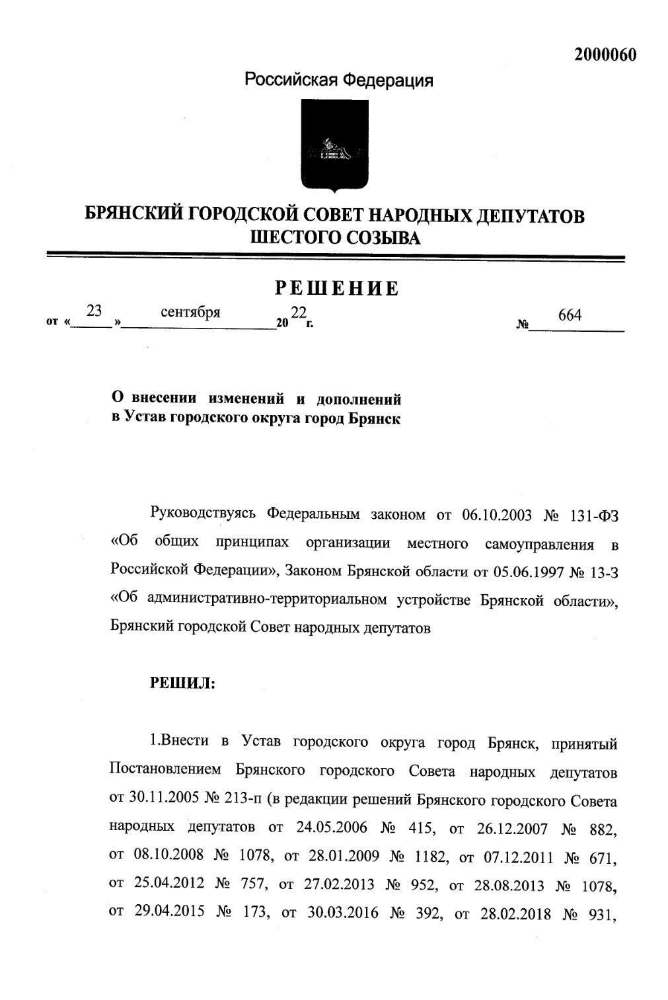 2000060
Российская Федерация
БРЯНСКИЙ ГОРОДСКОЙ СОВЕТ НАРОДНЫХ ДЕПУТАТОВ
ШЕСТОГО СОЗЫВА
РЕШЕНИЕ
от « 23 » сентября 20 22 г. № 664
О внесении изменений и дополнений
в Устав городского округа город Брянск
Руководствуясь Федеральным законом от 06.10.2003 № 131-ФЗ
«Об общих принципах организации местного самоуправления в
Российской Федерации», Законом Брянской области от 05.06.1997 № 13-З
«Об административно-территориальном устройстве Брянской области»,
Брянский городской Совет народных депутатов
РЕШИЛ:
1.Внести в Устав городского округа город Брянск, принятый
Постановлением Брянского городского Совета народных депутатов
от 30.11.2005 № 213-п (в редакции решений Брянского городского Совета
народных депутатов от 24.05.2006 № 415, от 26.12.2007 № 882,
от 08.10.2008 № 1078, от 28.01.2009 № 1182, от 07.12.2011 № 671,
от 25.04.2012 № 757, от 27.02.2013 № 952, от 28.08.2013 № 1078,
от 29.04.2015 № 173, от 30.03.2016 № 392, от 28.02.2018 № 931,